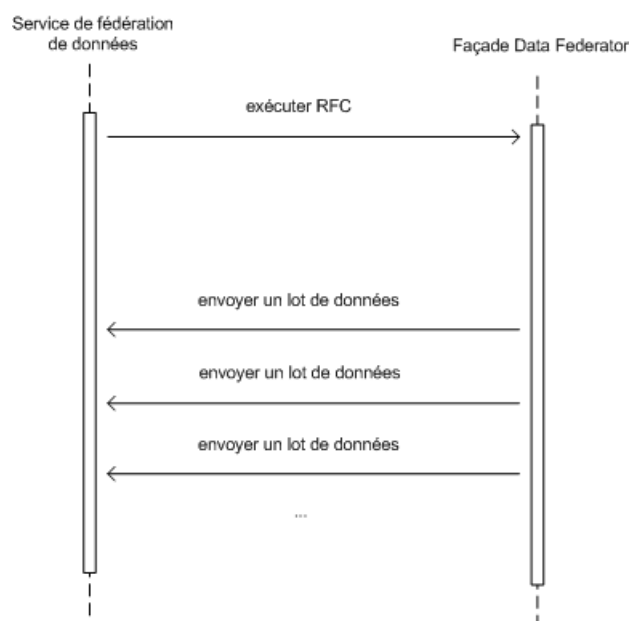 Service de fédération
de données
Façade Data Federator
exécuter RFC
envoyer un lot de données
envoyer un lot de données
envoyer un lot de données
...